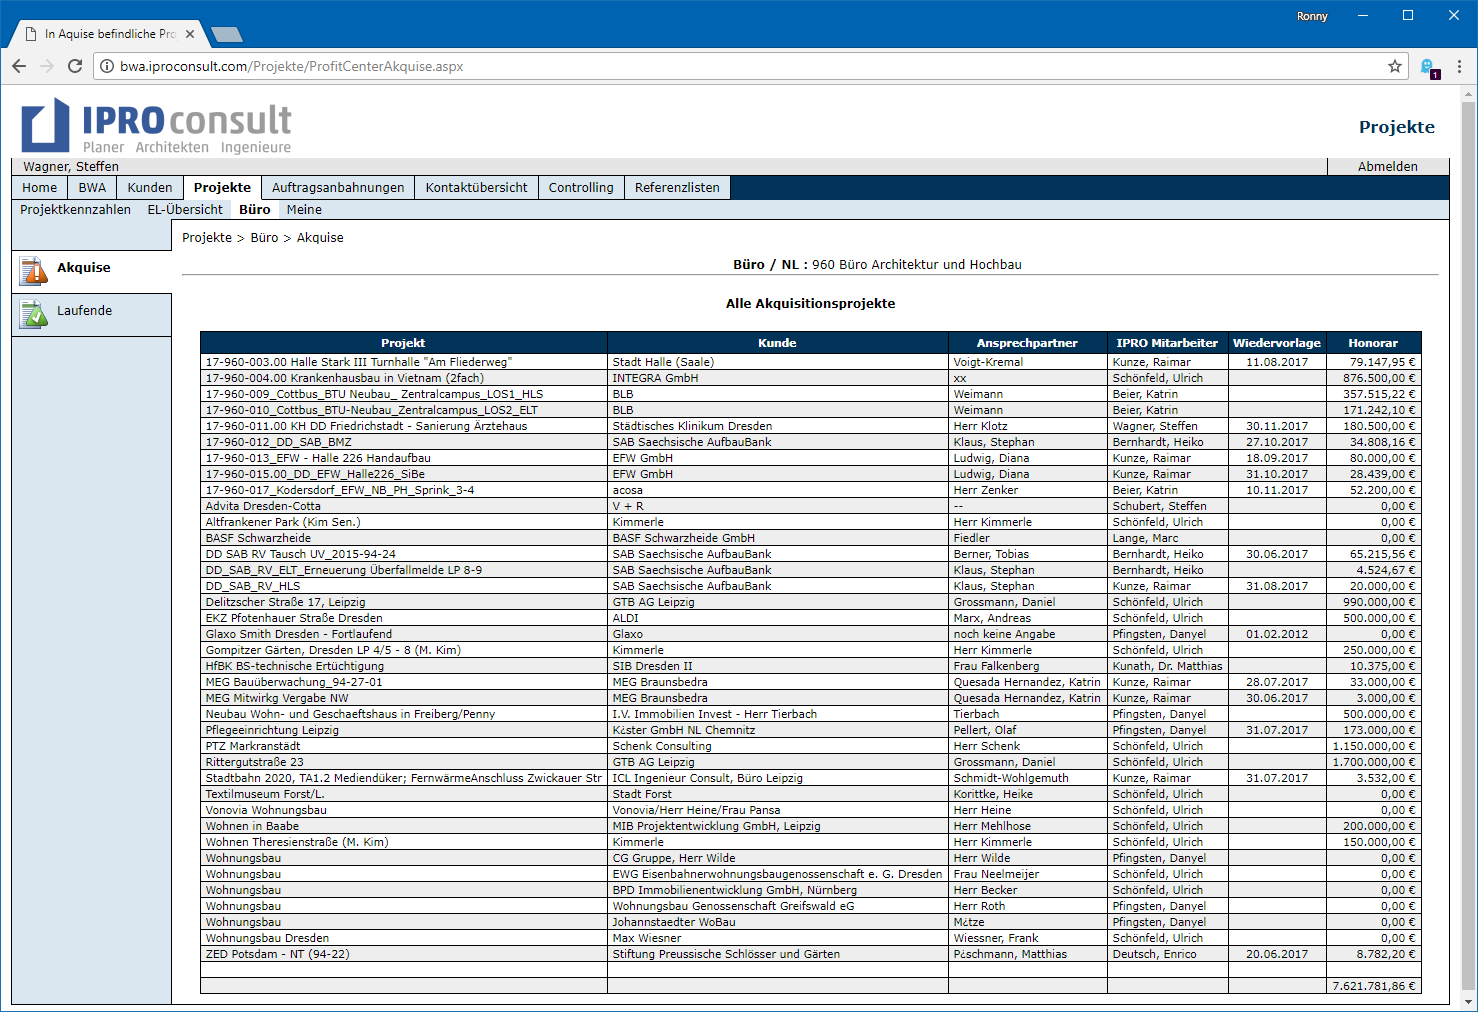 Ronny
In Aquise befindliche Pro
bwa.iproconsult.com/Projekte/ProfitCenterAkquise.aspx
1
IPROconsult
Planer Architekten Ingenieure
Projekte
Wagner, Steffen Abmelden
Home BWA Kunden Projekte Auftragsanbahnungen Kontaktübersicht Controlling Referenzlisten
Projektkennzahlen EL-Übersicht Büro Meine
Projekte > Büro > Akquise
Akquise
Laufende
Büro / NL : 960 Büro Architektur und Hochbau
Alle Akquisitionsprojekte
Projekt Kunde Ansprechpartner IPRO Mitarbeiter Wiedervorlage Honorar
17-960-003.00 Halle Stark III Turnhalle "Am Fliederweg" Stadt Halle (Saale) Voigt-Kremal Kunze, Raimar 11.08.2017 79.147,95 €
17-960-004.00 Krankenhausbau in Vietnam (2fach) INTEGRA GmbH xx Schönfeld, Ulrich 876.500,00 €
17-960-009_Cottbus_BTU Neubau_ Zentralcampus_LOS1_HLS BLB Weimann Beier, Katrin 357.515,22 €
17-960-010_Cottbus_BTU-Neubau_Zentralcampus_LOS2_ELT BLB Weimann Beier, Katrin 171.242,10 €
17-960-011.00 KH DD Friedrichstadt - Sanierung Ärztehaus Städtisches Klinikum Dresden Herr Klotz Wagner, Steffen 30.11.2017 180.500,00 €
17-960-012_DD_SAB_BMZ SAB Saechsische AufbauBank Klaus, Stephan Bernhardt, Heiko 27.10.2017 34.808,16 €
17-960-013_EFW - Halle 226 Handaufbau EFW GmbH Ludwig, Diana Kunze, Raimar 18.09.2017 80.000,00 €
17-960-015.00_DD_EFW_Halle226_SiBe EFW GmbH Ludwig, Diana Kunze, Raimar 31.10.2017 28.439,00 €
17-960-017_Kodersdorf_EFW_NB_PH_Sprink_3-4 acosa Herr Zenker Beier, Katrin 10.11.2017 52.200,00 €
Advita Dresden-Cotta V + R -- Schubert, Steffen 0,00 €
Altfrankener Park (Kim Sen.) Kimmerle Herr Kimmerle Schönfeld, Ulrich 0,00 €
BASF Schwarzheide BASF Schwarzheide GmbH Fiedler Lange, Marc 0,00 €
DD SAB RV Tausch UV_2015-94-24 SAB Saechsische AufbauBank Berner, Tobias Bernhardt, Heiko 30.06.2017 65.215,56 €
DD_SAB_RV_ELT_Erneuerung Überfallmelde LP 8-9 SAB Saechsische AufbauBank Klaus, Stephan Bernhardt, Heiko 4.524,67 €
DD_SAB_RV_HLS SAB Saechsische AufbauBank Klaus, Stephan Kunze, Raimar 31.08.2017 20.000,00 €
Delitzscher Straße 17, Leipzig GTB AG Leipzig Grossmann, Daniel Schönfeld, Ulrich 990.000,00 €
EKZ Pfotenhauer Straße Dresden ALDI Marx, Andreas Schönfeld, Ulrich 500.000,00 €
Glaxo Smith Dresden - Fortlaufend Glaxo noch keine Angabe Pfingsten, Danyel 01.02.2012 0,00 €
Gompitzer Gärten, Dresden LP 4/5 - 8 (M. Kim) Kimmerle Herr Kimmerle Schönfeld, Ulrich 250.000,00 €
HfBK BS-technische Ertüchtigung SIB Dresden II Frau Falkenberg Kunath, Dr. Matthias 10.375,00 €
MEG Bauüberwachung_94-27-01 MEG Braunsbedra Quesada Hernandez, Katrin Kunze, Raimar 28.07.2017 33.000,00 €
MEG Mitwirkg Vergabe NW MEG Braunsbedra Quesada Hernandez, Katrin Kunze, Raimar 30.06.2017 3.000,00 €
Neubau Wohn- und Geschaeftshaus in Freiberg/Penny I.V. Immobilien Invest - Herr Tierbach Tierbach Pfingsten, Danyel 500.000,00 €
Pflegeeinrichtung Leipzig K¿ster GmbH NL Chemnitz Pellert, Olaf Pfingsten, Danyel 31.07.2017 173.000,00 €
PTZ Markranstädt Schenk Consulting Herr Schenk Schönfeld, Ulrich 1.150.000,00 €
Rittergutstraße 23 GTB AG Leipzig Grossmann, Daniel Schönfeld, Ulrich 1.700.000,00 €
Stadtbahn 2020, TA1.2 Mediendüker; FernwärmeAnschluss Zwickauer Str ICL Ingenieur Consult, Büro Leipzig Schmidt-Wohlgemuth Kunze, Raimar 31.07.2017 3.532,00 €
Textilmuseum Forst/L. Stadt Forst Korittke, Heike Schönfeld, Ulrich 0,00 €
Vonovia Wohnungsbau Vonovia/Herr Heine/Frau Pansa Herr Heine Schönfeld, Ulrich 0,00 €
Wohnen in Baabe MIB Projektentwicklung GmbH, Leipzig Herr Mehlhose Schönfeld, Ulrich 200.000,00 €
Wohnen Theresienstraße (M. Kim) Kimmerle Herr Kimmerle Schönfeld, Ulrich 150.000,00 €
Wohnungsbau CG Gruppe, Herr Wilde Herr Wilde Pfingsten, Danyel 0,00 €
Wohnungsbau EWG Eisenbahnerwohnungsbaugenossenschaft e. G. Dresden Frau Neelmeijer Schönfeld, Ulrich 0,00 €
Wohnungsbau BPD Immobilienentwicklung GmbH, Nürnberg Herr Becker Schönfeld, Ulrich 0,00 €
Wohnungsbau Wohnungsbau Genossenschaft Greifswald eG Herr Roth Pfingsten, Danyel 0,00 €
Wohnungsbau Johannstaedter WoBau M¿tze Pfingsten, Danyel 0,00 €
Wohnungsbau Dresden Max Wiesner Wiessner, Frank Schönfeld, Ulrich 0,00 €
ZED Potsdam - NT (94-22) Stiftung Preussische Schlösser und Gärten P¿schmann, Matthias Deutsch, Enrico 20.06.2017 8.782,20 €
7.621.781,86 €